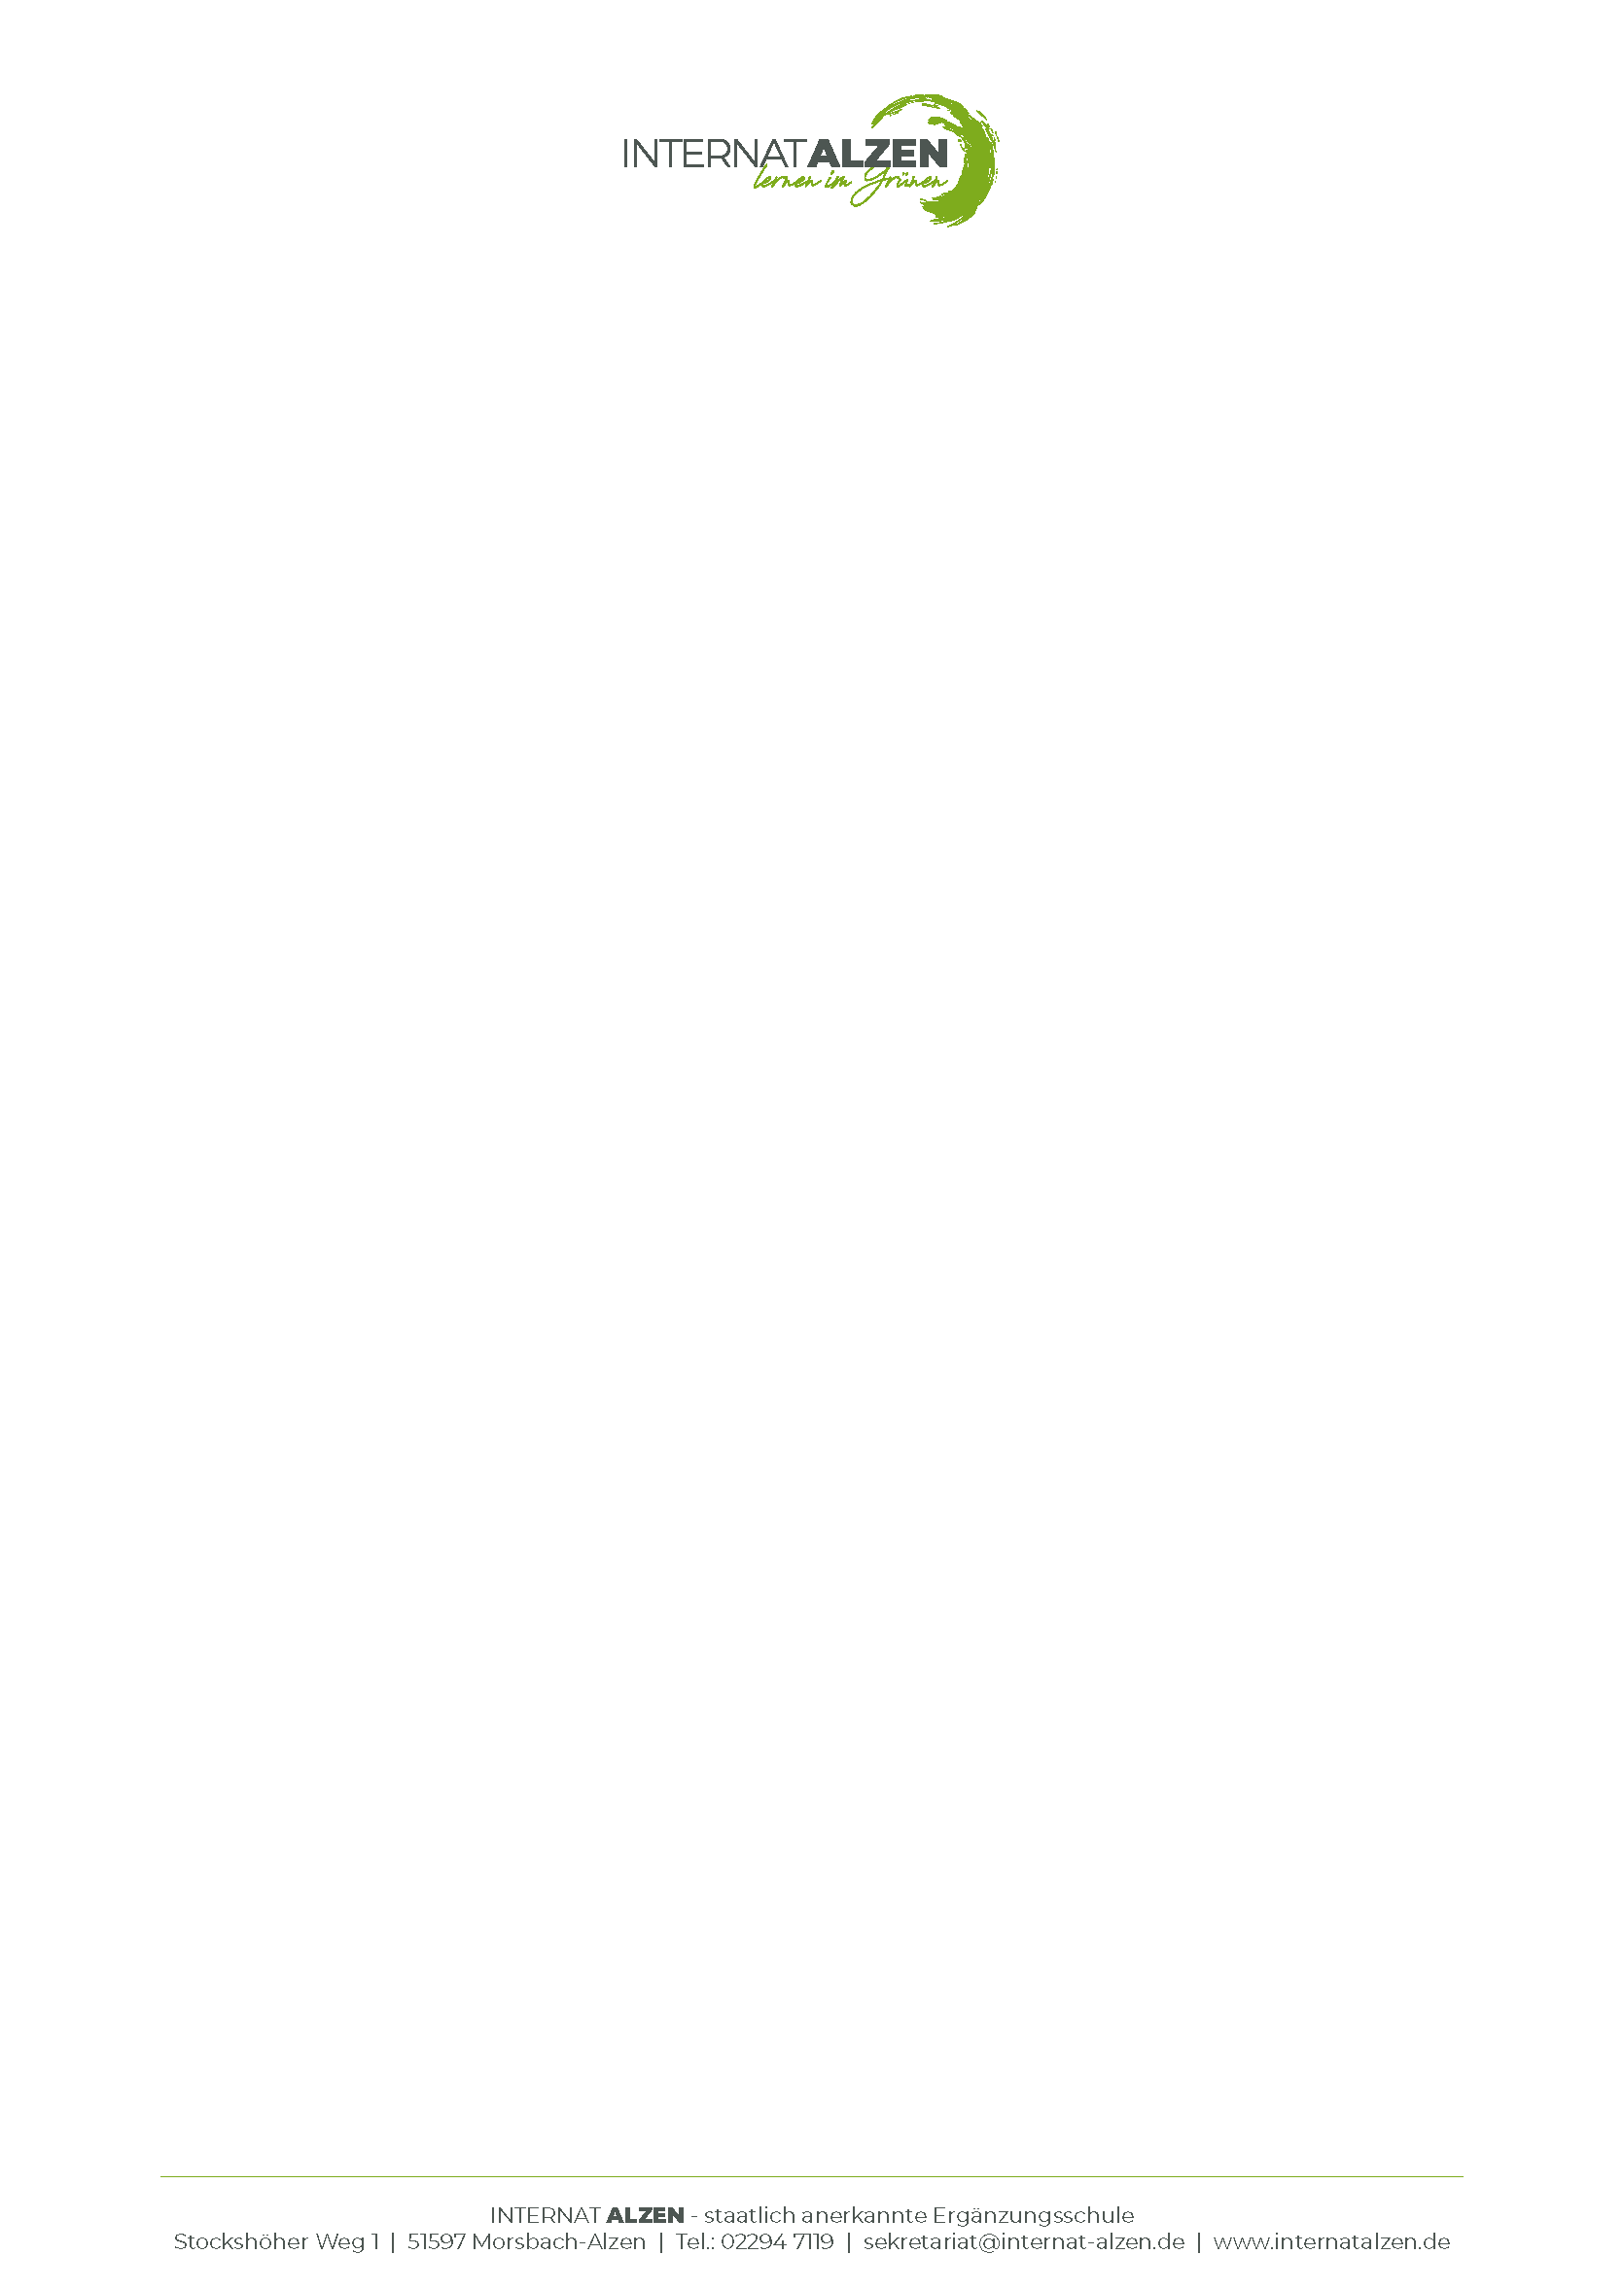 INTERNATALZEN
lernen im Grünen
INTERNAT ALZEN - staatlich anerkannte Ergänzungsschule
Stockshöher Weg 1 | 51597 Morsbach-Alzen | Tel.: 02294 7119 | sekretariat@internat-alzen.de | www.internatalzen.de